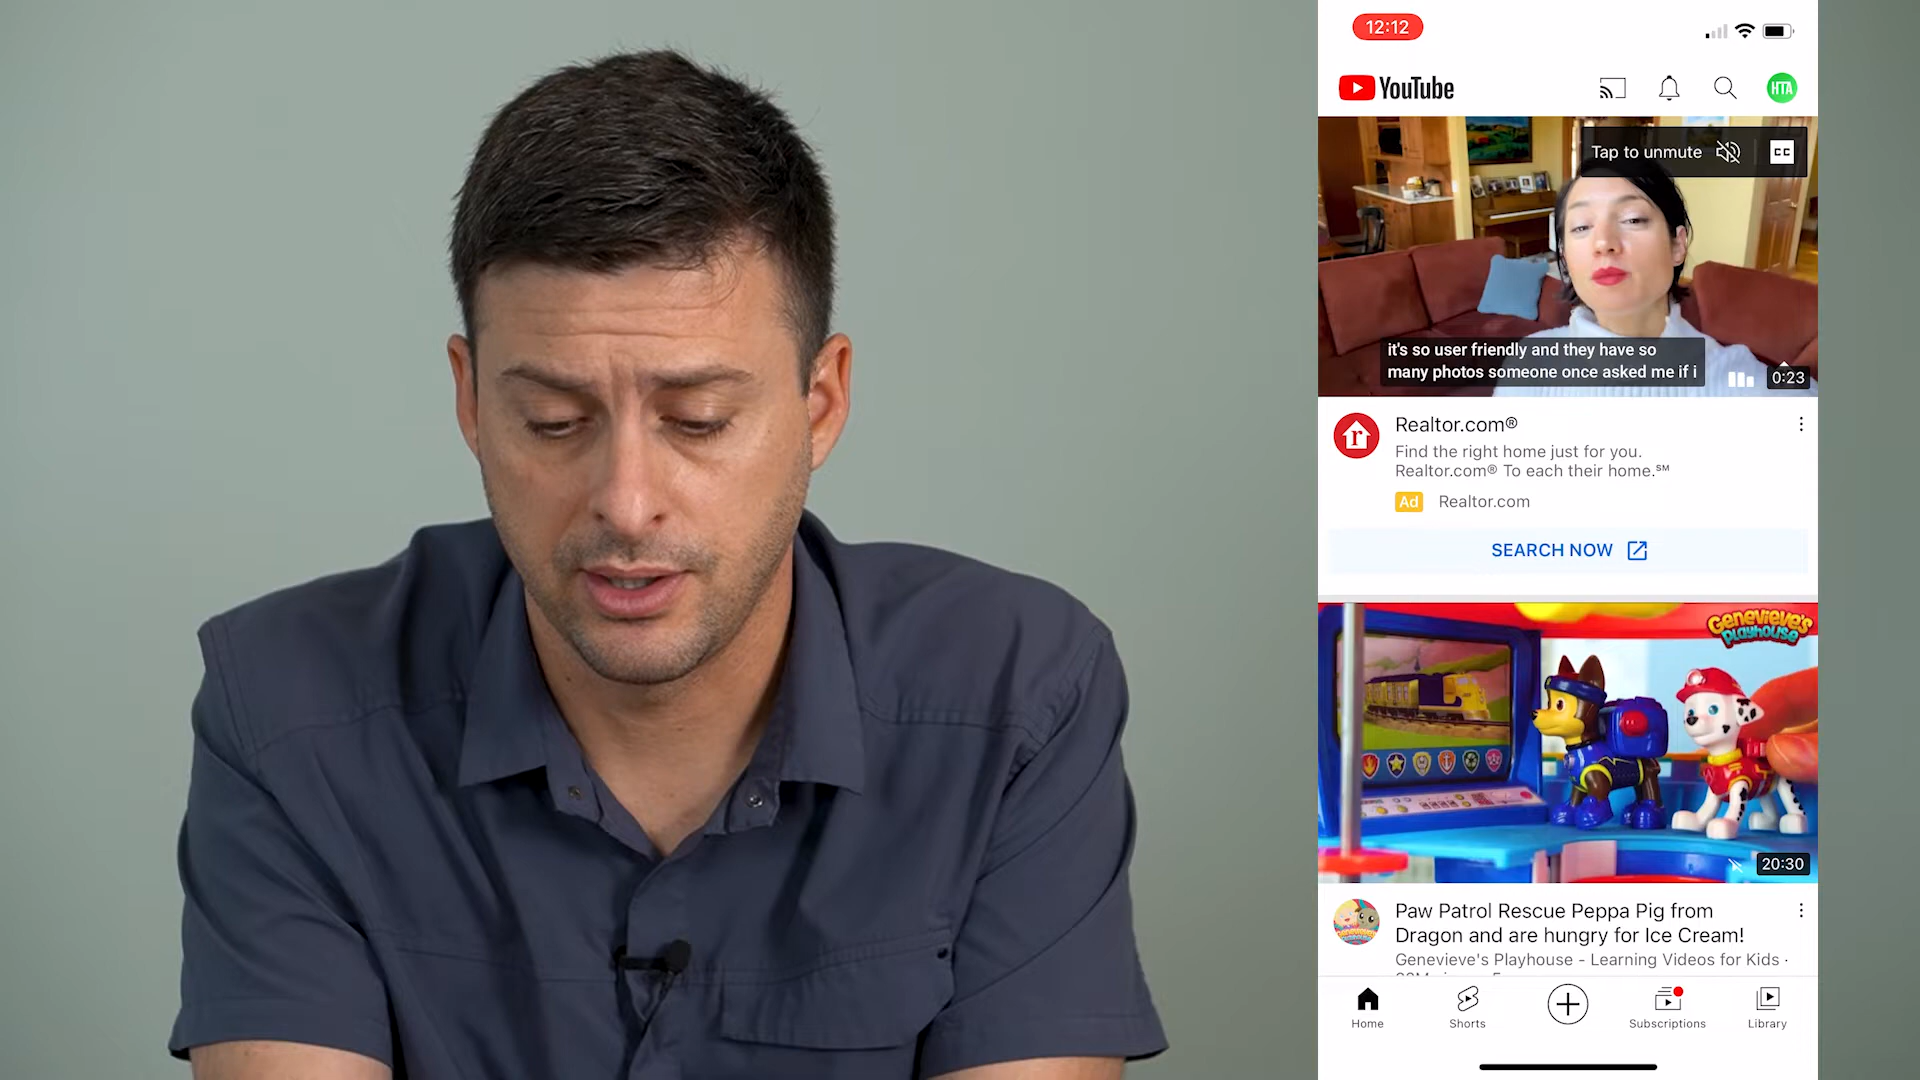 12:12
YouTube
HTA
Tap to unmute
CC
it's so user friendly and they have so
many photos someone once asked me if i
0:23
Realtor.com®
Find the right home just for you.
Realtor.com® To each their home.℠
Ad Realtor.com
SEARCH NOW
Genevieve's
Playhouse
20:30
Paw Patrol Rescue Peppa Pig from
Dragon and are hungry for Ice Cream!
Genevieve's Playhouse - Learning Videos for Kids ·
Home
Shorts
Subscriptions
Library